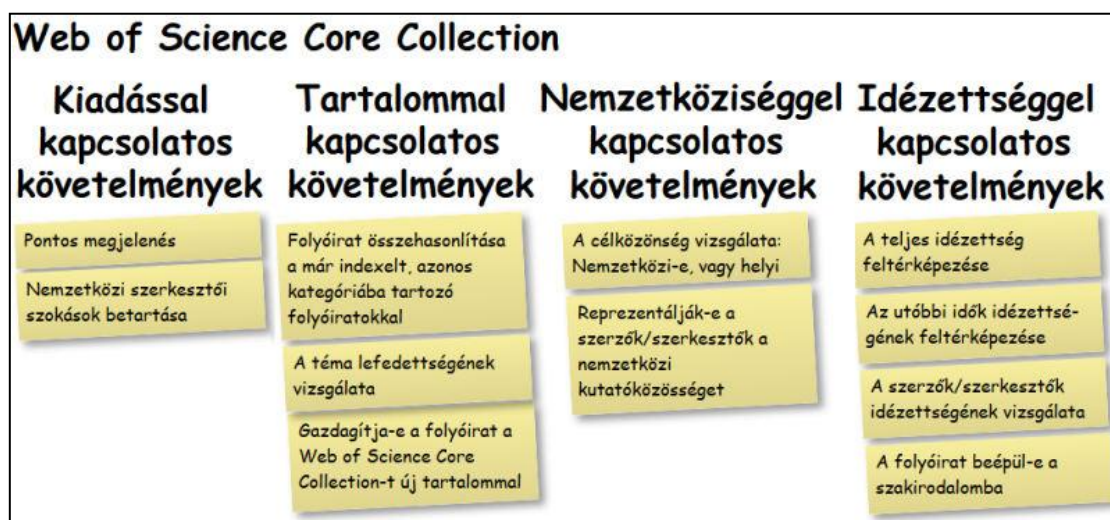 Web of Science Core Collection
Kiadással
kapcsolatos
követelmények
Pontos megjelenés
Nemzetközi szerkesztői
szokások betartása
Tartalommal
kapcsolatos
követelmények
Folyóirat összehasonlítása
a már indexelt, azonos
kategóriába tartozó
folyóiratokkal
A téma lefedettségének
vizsgálata
Gazdagítja-e a folyóirat a
Web of Science Core
Collection-t új tartalommal
Nemzetköziséggel
kapcsolatos
követelmények
A célközönség vizsgálata:
Nemzetközi-e, vagy helyi
Reprezentálják-e a
szerzők/szerkesztők a
nemzetközi
kutatóközösséget
Idézettséggel
kapcsolatos
követelmények
A teljes idézettség
feltérképezése
Az utóbbi idők idézettsé-
gének feltérképezése
A szerzők/szerkesztők
idézettségének vizsgálata
A folyóirat beépül-e a
szakirodalomba